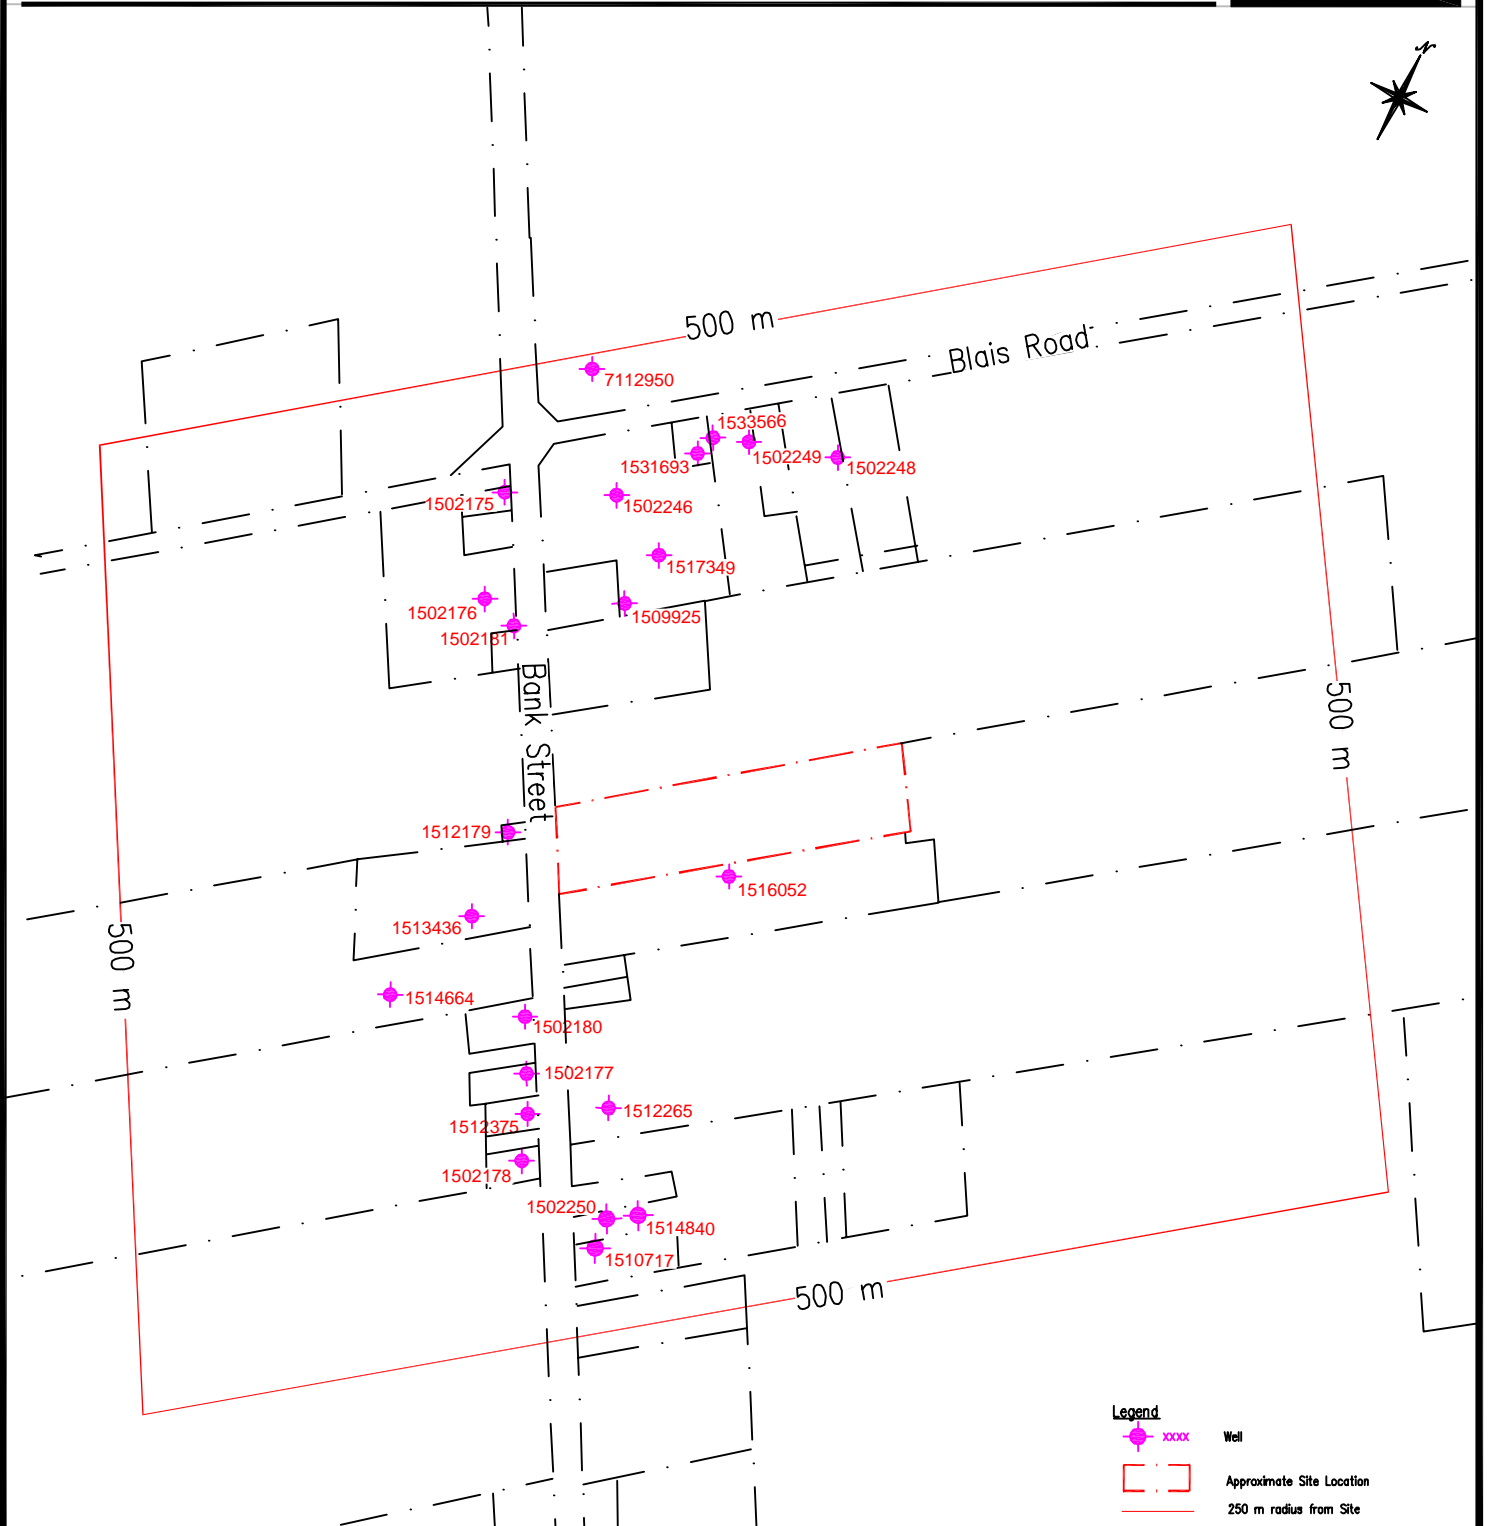 N
500 m
Blais Road
7112950
1533566
1531693
1502249
1502248
1502175
1502246
1517349
1502176
1509925
1502181
Bank Street
500 m
1512179
1516052
1513436
500 m
1514664
1502180
1502177
1512265
1512375
1502178
1502250
1514840
1510717
500 m
Legend
xxxx Well
Approximate Site Location
250 m radius from Site